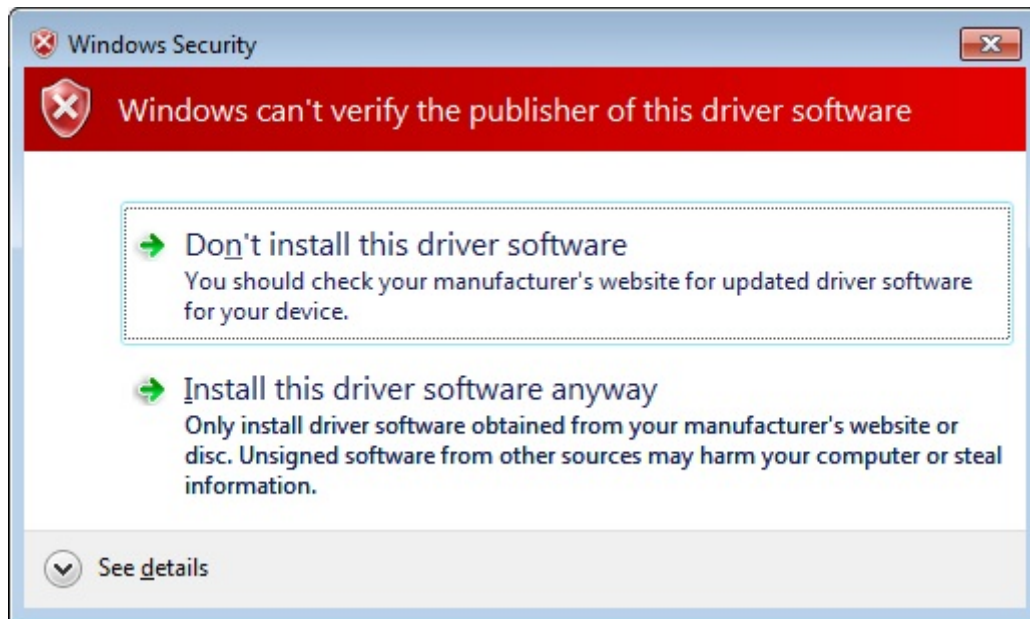 Windows Security
Windows can't verify the publisher of this driver software
Don't install this driver software
You should check your manufacturer's website for updated driver software
for your device.
Install this driver software anyway
Only install driver software obtained from your manufacturer's website or
disc. Unsigned software from other sources may harm your computer or steal
information.
See details